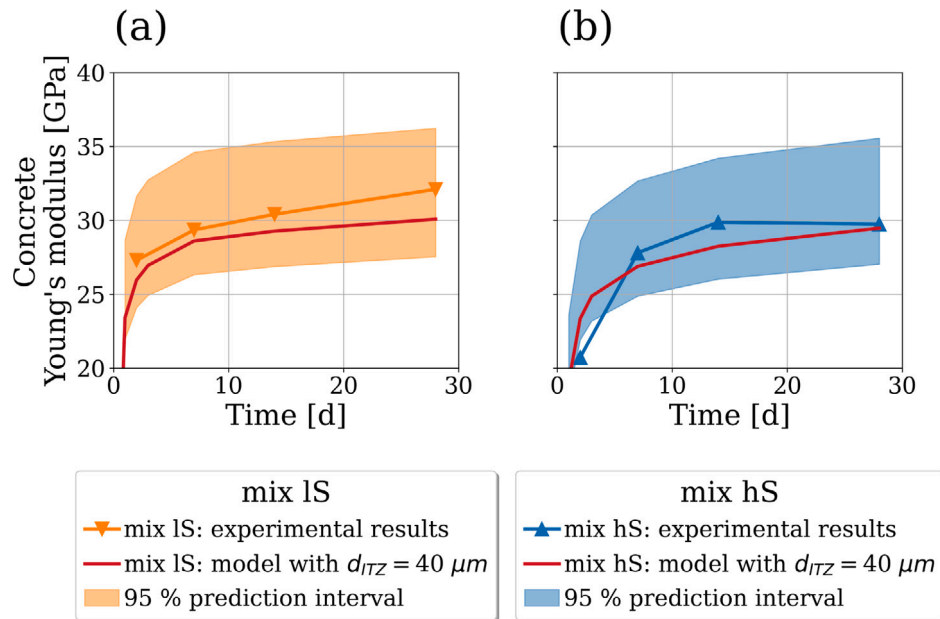 (a)
(b)
Concrete
Young's modulus [GPa]
40
35
30
25
20
0
10
20
30
Time [d]
0
10
20
30
Time [d]
mix lS
mix lS: experimental results
mix lS: model with d_ITZ = 40 μm
95 % prediction interval
mix hS
mix hS: experimental results
mix hS: model with d_ITZ = 40 μm
95 % prediction interval